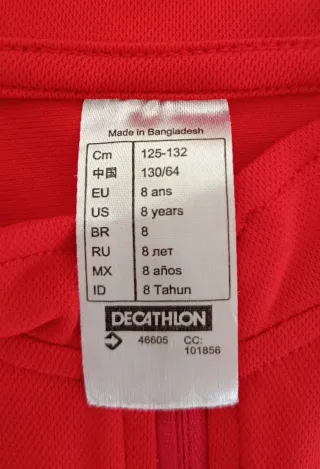 Made in Bangladesh
Cm 125-132
中国 130/64
EU 8 ans
US 8 years
BR 8
RU 8 лет
MX 8 años
ID 8 Tahun
DECATHLON
46605 CC:
101856